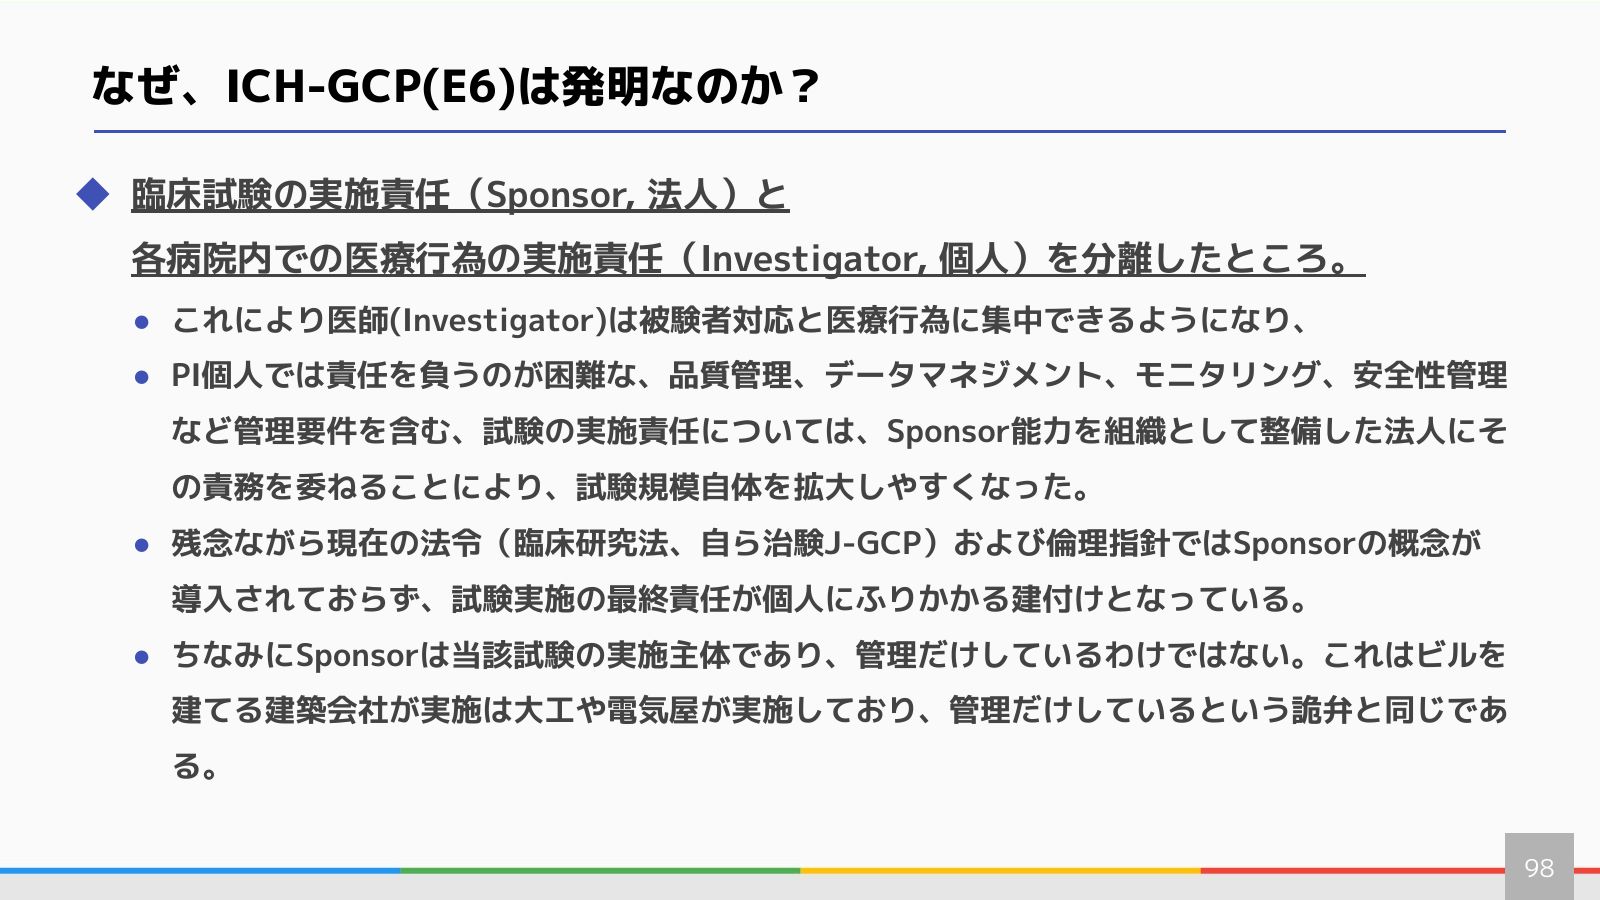 なぜ、ICH-GCP(E6)は発明なのか？
臨床試験の実施責任（Sponsor, 法人）と
各病院内での医療行為の実施責任（Investigator, 個人）を分離したところ。
これにより医師(Investigator)は被験者対応と医療行為に集中できるようになり、
PI個人では責任を負うのが困難な、品質管理、データマネジメント、モニタリング、安全性管理
など管理要件を含む、試験の実施責任については、Sponsor能力を組織として整備した法人にそ
の責務を委ねることにより、試験規模自体を拡大しやすくなった。
残念ながら現在の法令（臨床研究法、自ら治験J-GCP）および倫理指針ではSponsorの概念が
導入されておらず、試験実施の最終責任が個人にふりかかる建付けとなっている。
ちなみにSponsorは当該試験の実施主体であり、管理だけしているわけではない。これはビルを
建てる建築会社が実施は大工や電気屋が実施しており、管理だけしているという詭弁と同じであ
る。
98